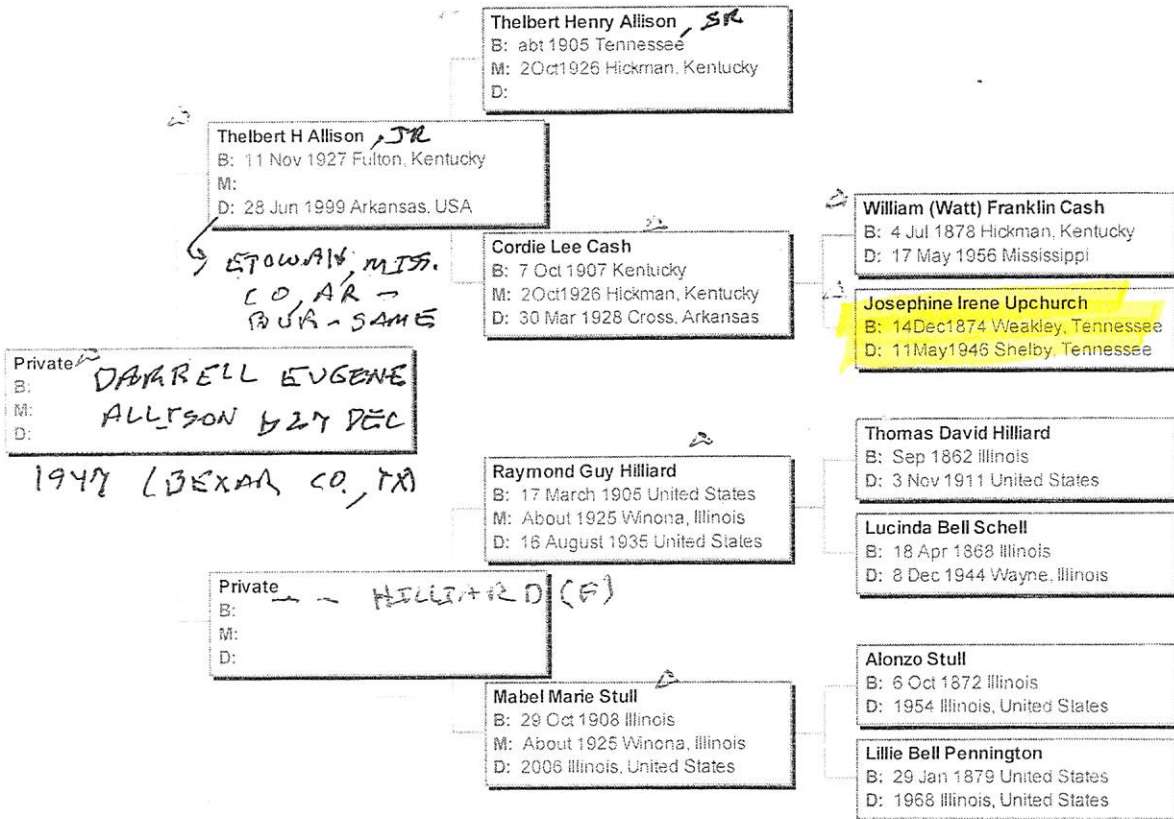 Thelbert Henry Allison , SR
B: abt 1905 Tennessee
M: 2Oct1926 Hickman, Kentucky
D:
Thelbert H Allison , JR
B: 11 Nov 1927 Fulton, Kentucky
M:
D: 28 Jun 1999 Arkansas, USA
ETOWAH, MISS.
CO, AR -
BUR - SAME
Cordie Lee Cash
B: 7 Oct 1907 Kentucky
M: 2Oct1926 Hickman, Kentucky
D: 30 Mar 1928 Cross, Arkansas
William (Watt) Franklin Cash
B: 4 Jul 1878 Hickman, Kentucky
D: 17 May 1956 Mississippi
Josephine Irene Upchurch
B: 14Dec1874 Weakley, Tennessee
D: 11May1946 Shelby, Tennessee
Private
B:
M:
D:
DARRELL EUGENE
ALLISON b 27 DEC
1947 (BEXAR CO., TX)
Raymond Guy Hilliard
B: 17 March 1905 United States
M: About 1925 Winona, Illinois
D: 16 August 1935 United States
Thomas David Hilliard
B: Sep 1862 Illinois
D: 3 Nov 1911 United States
Lucinda Bell Schell
B: 18 Apr 1868 Illinois
D: 8 Dec 1944 Wayne, Illinois
Private - - HILLIARD (F)
B:
M:
D:
Mabel Marie Stull
B: 29 Oct 1908 Illinois
M: About 1925 Winona, Illinois
D: 2006 Illinois, United States
Alonzo Stull
B: 6 Oct 1872 Illinois
D: 1954 Illinois, United States
Lillie Bell Pennington
B: 29 Jan 1879 United States
D: 1968 Illinois, United States